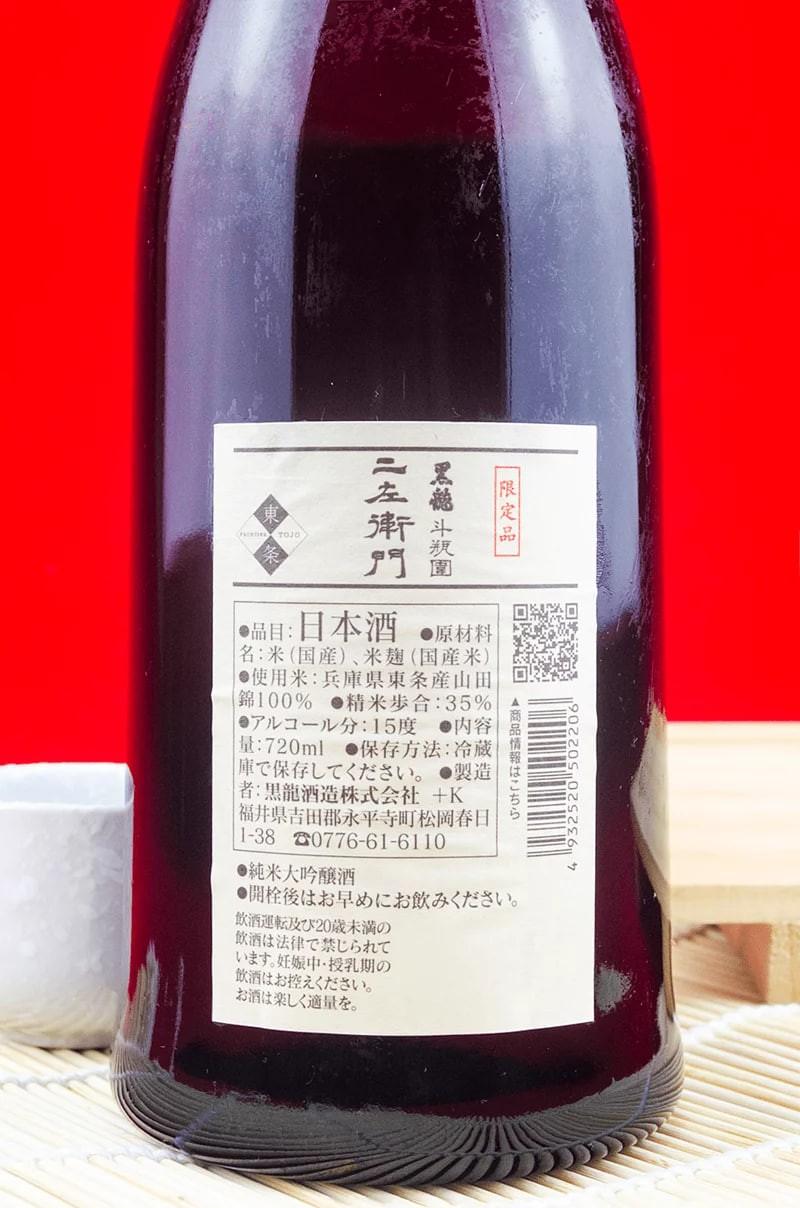 限定品
黒龍 斗瓶囲
二左衛門
東条
TOJO
●品目:日本酒 ●原材料
名:米(国産)、米麹(国産米)
●使用米:兵庫県東条産山田
錦100% ●精米歩合:35%
●アルコール分:15度 ●内容
量:720ml ●保存方法:冷蔵
庫で保存してください。 ●製造
者:黒龍酒造株式会社 +K
福井県吉田郡永平寺町松岡春日
1-38 ☎0776-61-6110
▲商品情報はこちら
4 932520 502206
●純米大吟醸酒
●開栓後はお早めにお飲みください。
飲酒運転及び20歳未満の
飲酒は法律で禁じられて
います。妊娠中・授乳期の
飲酒はお控えください。
お酒は楽しく適量を。